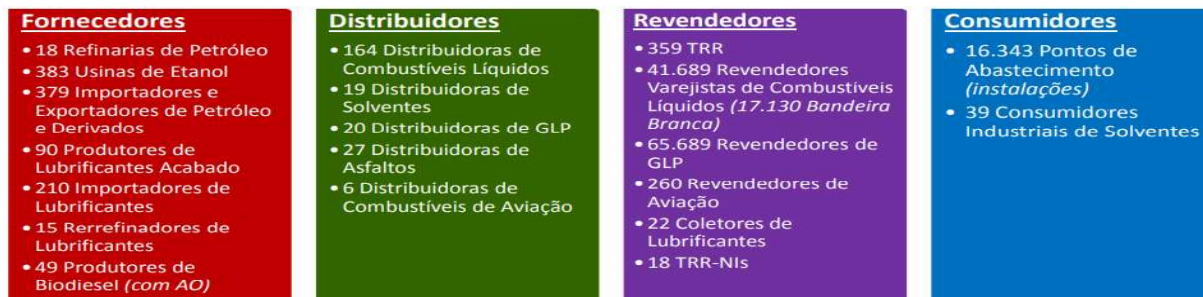 Fornecedores
• 18 Refinarias de Petróleo
• 383 Usinas de Etanol
• 379 Importadores e
Exportadores de Petróleo
e Derivados
• 90 Produtores de
Lubrificantes Acabado
• 210 Importadores de
Lubrificantes
• 15 Rerrefinadores de
Lubrificantes
• 49 Produtores de
Biodiesel (com AO)
Distribuidores
• 164 Distribuidoras de
Combustíveis Líquidos
• 19 Distribuidoras de
Solventes
• 20 Distribuidoras de GLP
• 27 Distribuidoras de
Asfaltos
• 6 Distribuidoras de
Combustíveis de Aviação
Revendedores
• 359 TRR
• 41.689 Revendedores
Varejistas de Combustíveis
Líquidos (17.130 Bandeira
Branca)
• 65.689 Revendedores de
GLP
• 260 Revendedores de
Aviação
• 22 Coletores de
Lubrificantes
• 18 TRR-NIs
Consumidores
• 16.343 Pontos de
Abastecimento
(instalações)
• 39 Consumidores
Industriais de Solventes